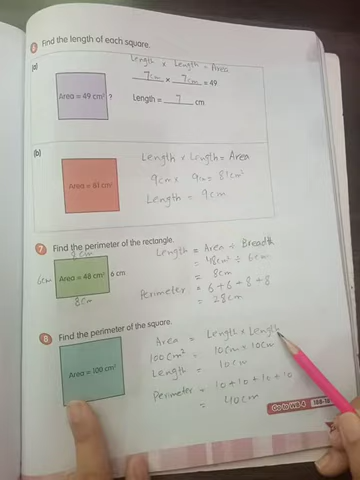 6 Find the length of each square.
(a)
Length × Length = Area
7cm × 7cm = 49
Area = 49 cm² ?
Length = 7 cm
(b)
Length × Length = Area
9cm × 9cm = 81cm²
Area = 81 cm²
Length = 9cm
7 Find the perimeter of the rectangle.
8cm
6cm Area = 48 cm² 6 cm
8cm
Length = Area ÷ Breadth
= 48cm² ÷ 6cm
= 8cm
Perimeter = 6 + 6 + 8 + 8
= 28cm
8 Find the perimeter of the square.
Area = 100 cm²
Area = Length × Length
100cm² = 10cm × 10cm
Length = 10cm
Perimeter = 10 + 10 + 10 + 10
= 40cm
Go to WB 4